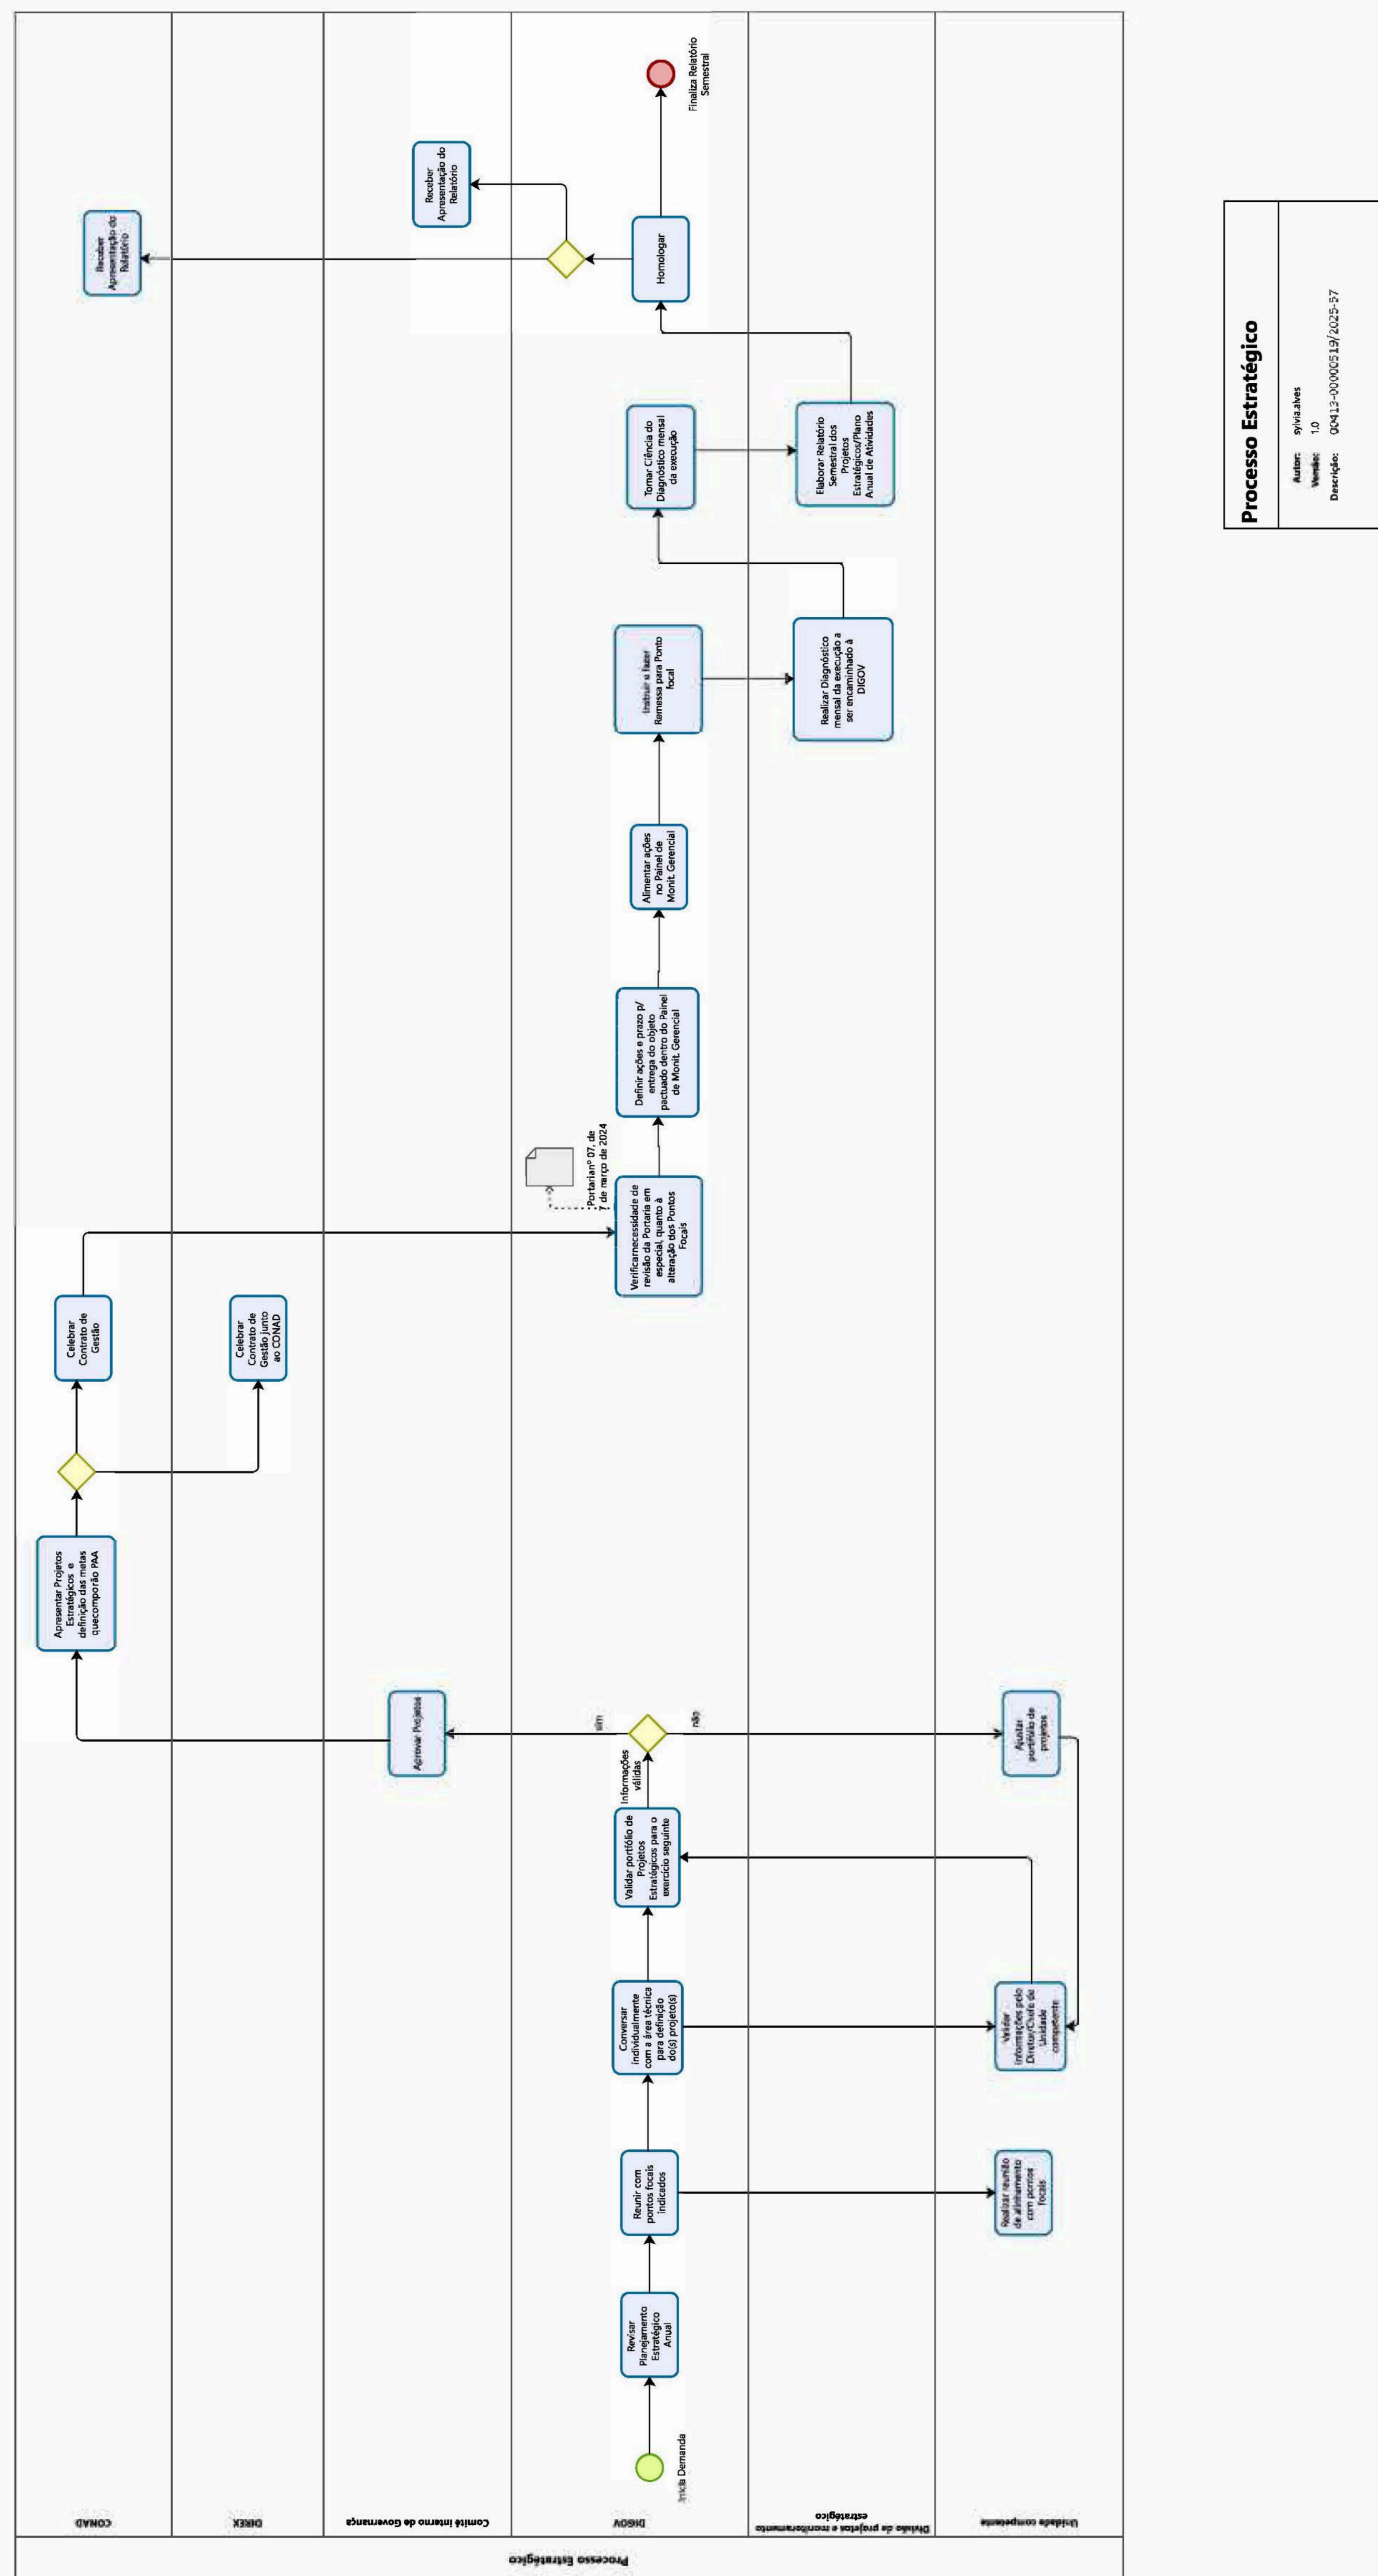 Processo Estratégico
CONAD
DIREX
Comitê interno de Governança
DIGOV
Divisão de projetos e monitoramento
estratégico
Unidade competente
Inicia Demanda
Revisar
Planejamento
Estratégico
Anual
Reunir com
pontos focais
indicados
Realizar reunião
de alinhamento
com pontos
focais
Conversar
individualmente
com a área técnica
para definição
do(s) projeto(s)
Validar
informações pelo
Diretor/Chefe de
Unidade
competente
Validar portfólio de
Projetos
Estratégicos para o
exercício seguinte
Informações
válidas
sim
não
Ajustar
portifólio de
projetos
Aprovar Projetos
Apresentar Projetos
Estratégicos e
definição das metas
quecomporão PAA
Celebrar
Contrato de
Gestão
Celebrar
Contrato de
Gestão junto
ao CONAD
Verificarnecessidade de
revisão da Portaria em
especial, quanto à
alteração dos Pontos
Focais
Portarianº 07, de
7 de março de 2024
Definir ações e prazo p/
entrega do objeto
pactuado dentro do Painel
de Monit. Gerencial
Alimentar ações
no Painel de
Monit. Gerencial
Instruir e fazer
Remessa para Ponto
focal
Realizar Diagnóstico
mensal da execução a
ser encaminhado à
DIGOV
Tomar Ciência do
Diagnóstico mensal
da execução
Elaborar Relatório
Semestral dos
Projetos
Estratégicos/Plano
Anual de Atividades
Homologar
Receber
Apresentação do
Relatório
Receber
Apresentação do
Relatório
Finaliza Relatório
Semestral
Processo Estratégico
Autor: sylvia.alves
Versão: 1.0
Descrição: 00413-00000519/2025-57